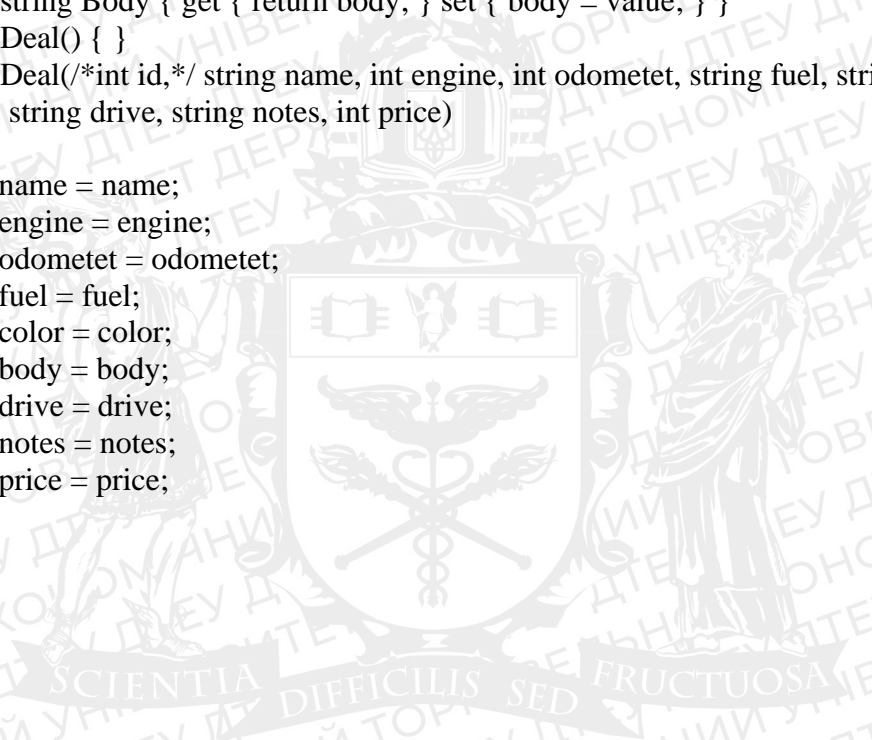 string Body { get { return body; } set { body = value; } }
Deal() { }
Deal(/*int id,*/ string name, int engine, int odometet, string fuel, stri
string drive, string notes, int price)
name = name;
engine = engine;
odometet = odometet;
fuel = fuel;
color = color;
body = body;
drive = drive;
notes = notes;
price = price;
SCIENTIA DIFFICILIS SED FRUCTUOSA